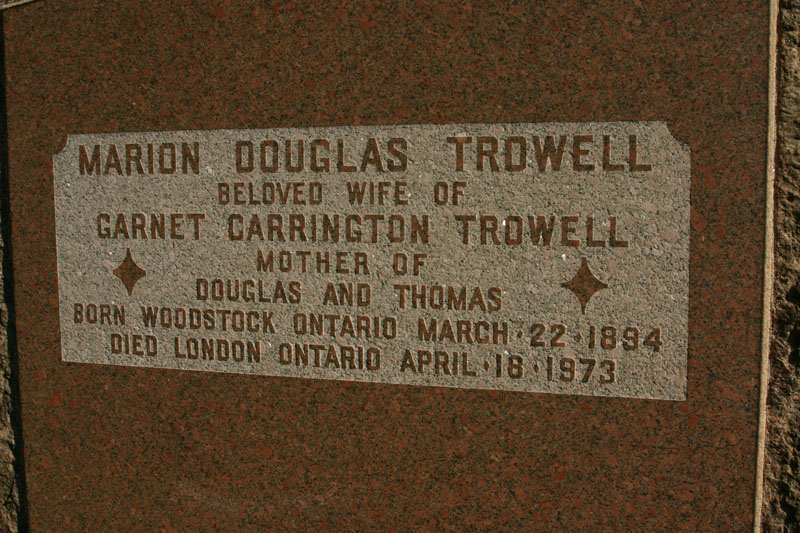 MARION DOUGLAS TROWELL
BELOVED WIFE OF
GARNET CARRINGTON TROWELL
MOTHER OF
DOUGLAS AND THOMAS
BORN WOODSTOCK ONTARIO MARCH·22·1894
DIED LONDON ONTARIO APRIL·18·1973